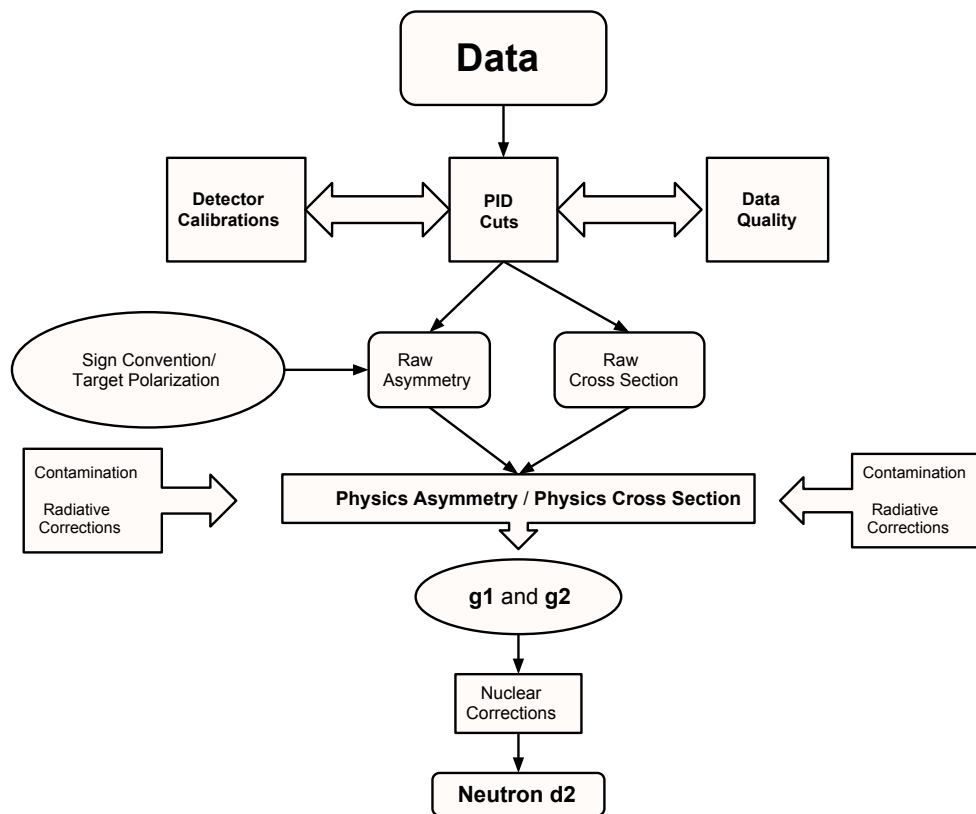 Data
Detector
Calibrations
PID
Cuts
Data
Quality
Sign Convention/
Target Polarization
Raw
Asymmetry
Raw
Cross Section
Contamination
Radiative
Corrections
Physics Asymmetry / Physics Cross Section
Contamination
Radiative
Corrections
g1 and g2
Nuclear
Corrections
Neutron d2